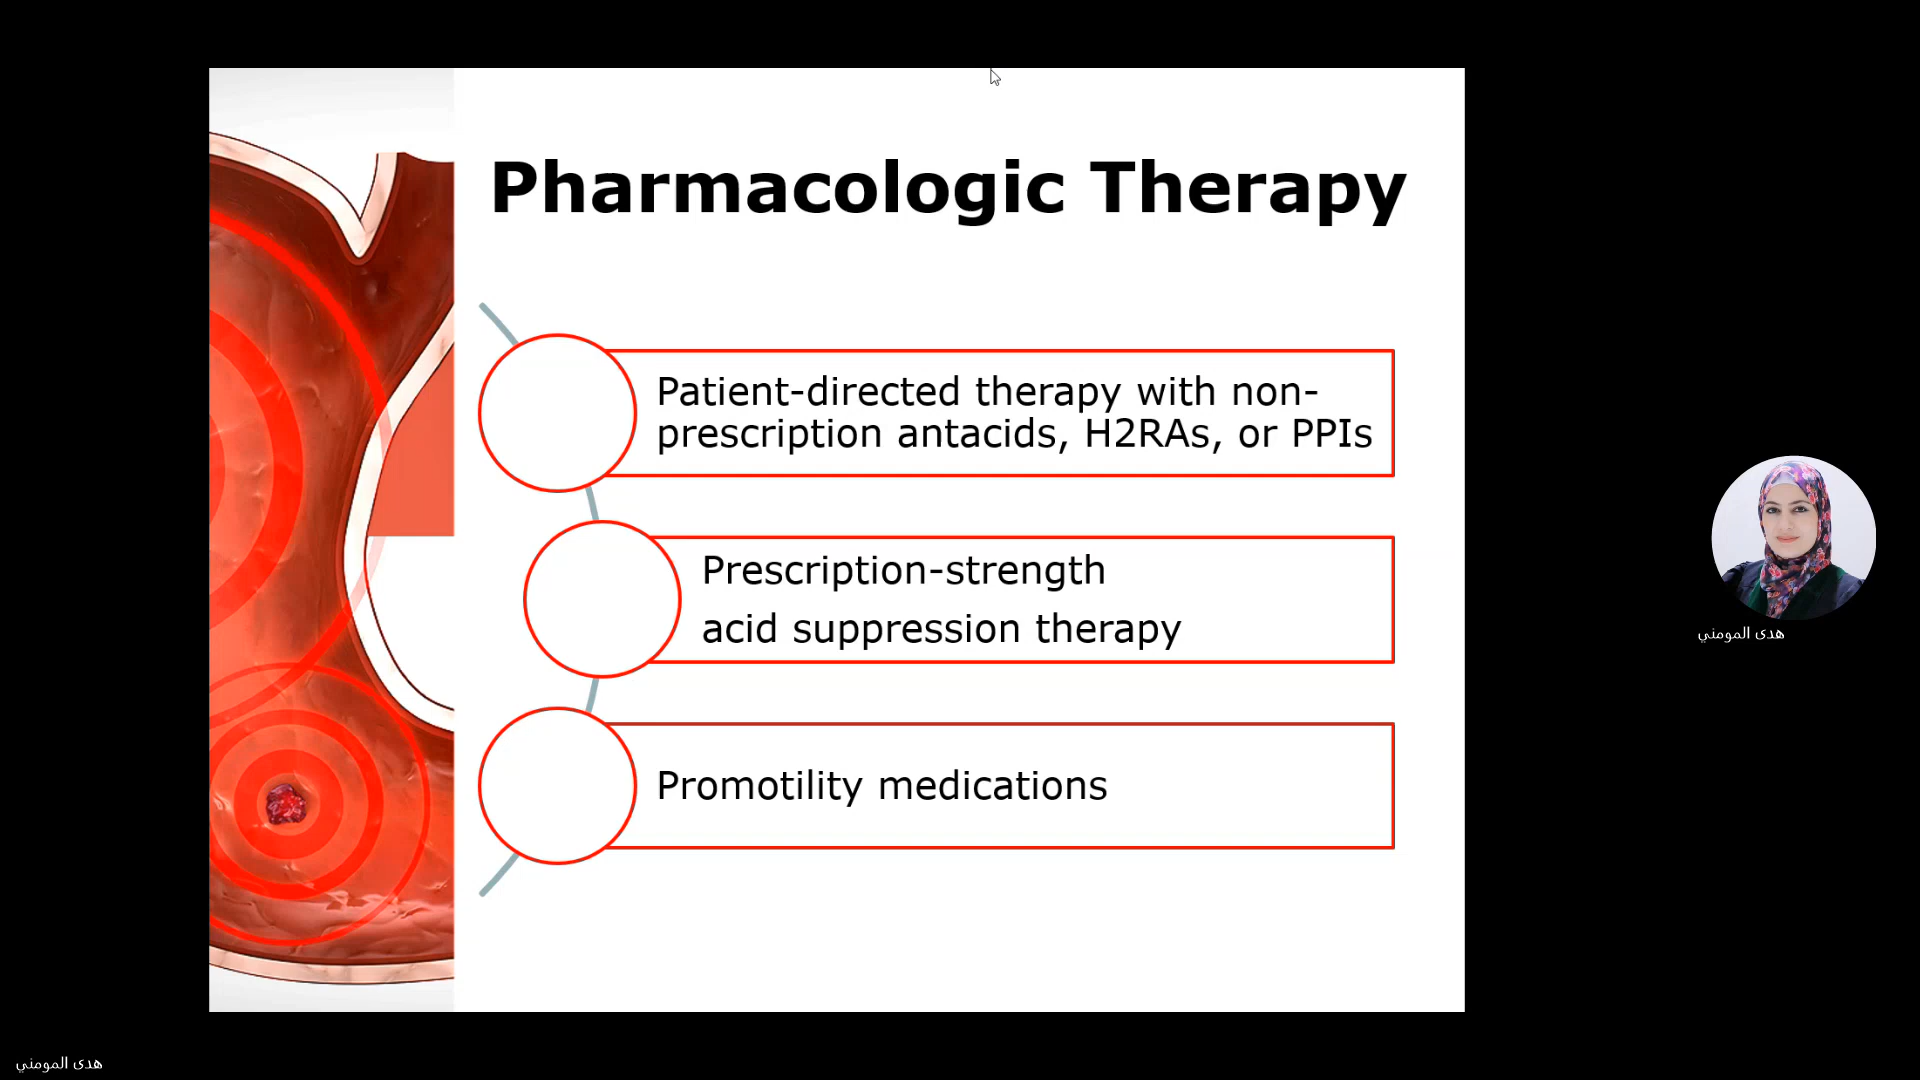 Pharmacologic Therapy
Patient-directed therapy with non-
prescription antacids, H2RAs, or PPIs
Prescription-strength
acid suppression therapy
Promotility medications
هدى المومني
هدى المومني